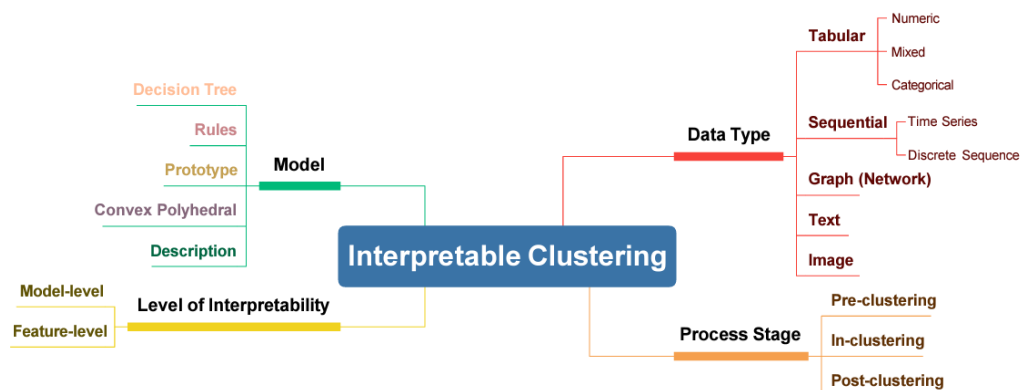 Interpretable Clustering
Model
Decision Tree
Rules
Prototype
Convex Polyhedral
Description
Level of Interpretability
Model-level
Feature-level
Data Type
Tabular
Numeric
Mixed
Categorical
Sequential
Time Series
Discrete Sequence
Graph (Network)
Text
Image
Process Stage
Pre-clustering
In-clustering
Post-clustering